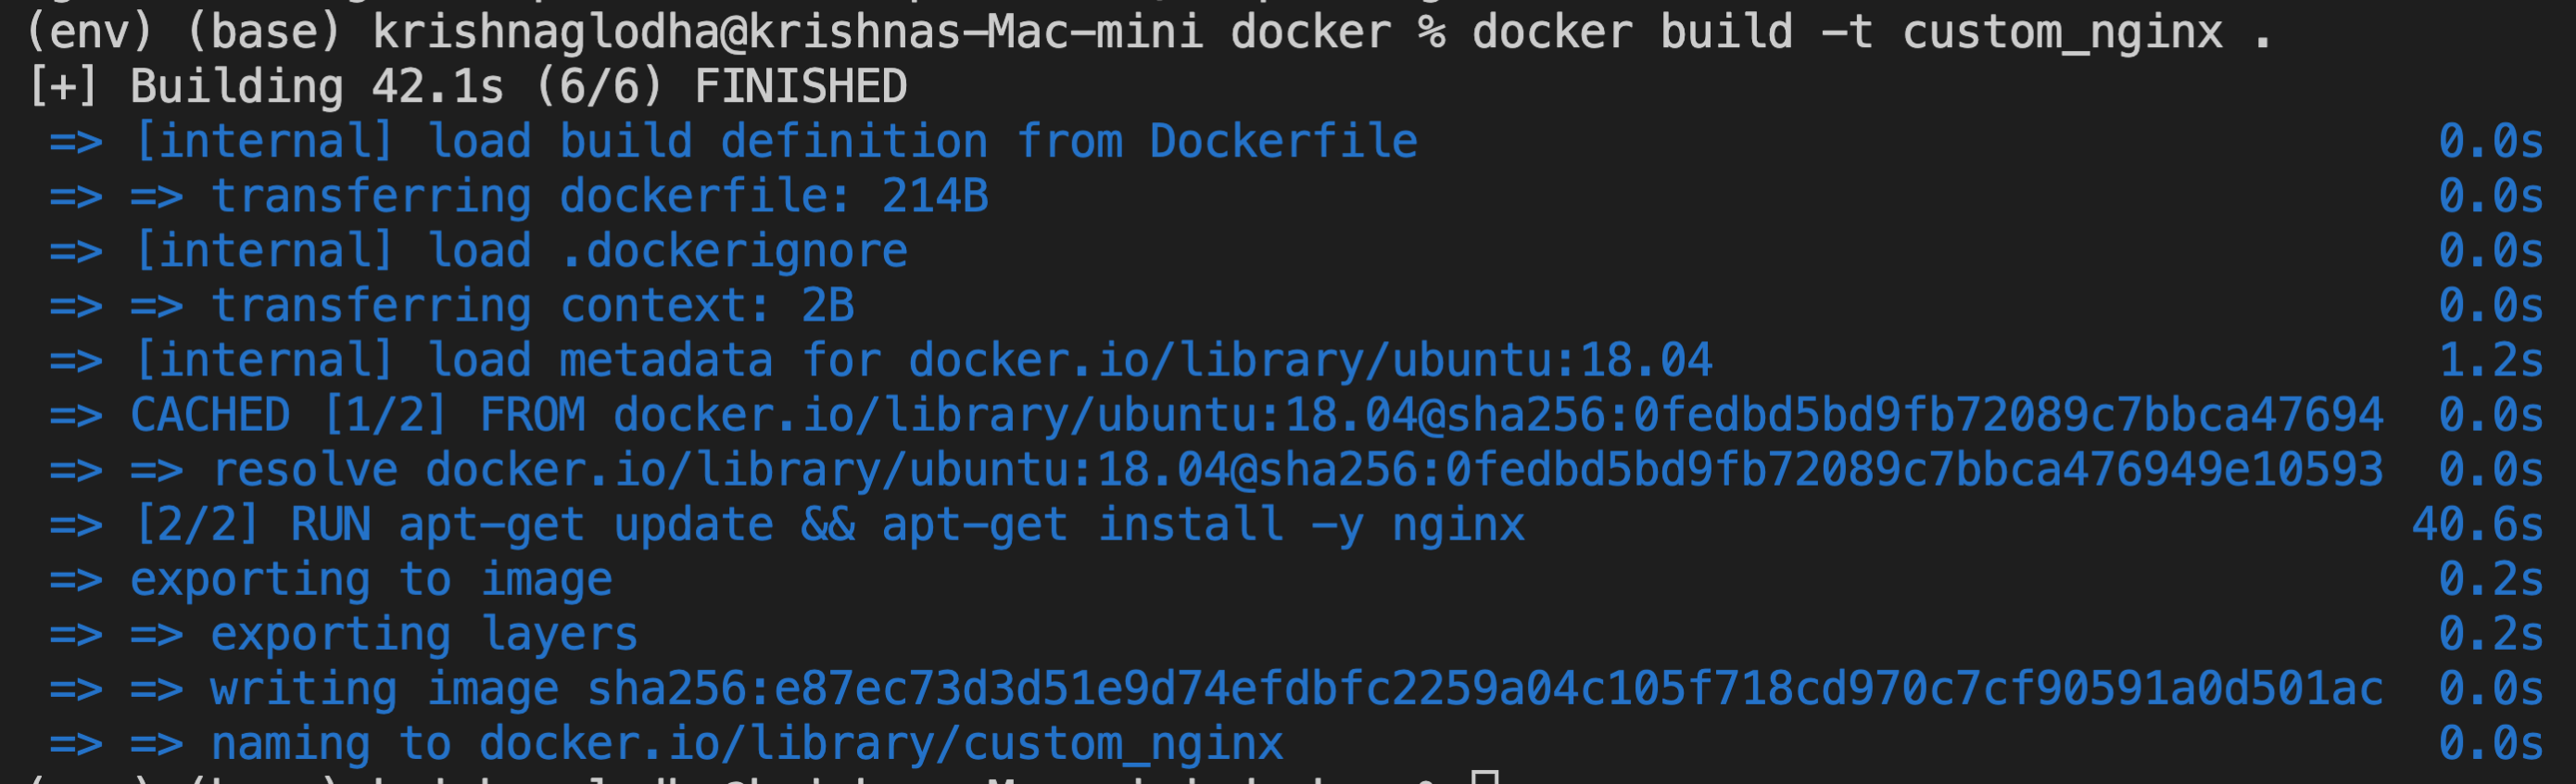 (env) (base) krishnaglodha@krishnas-Mac-mini docker % docker build -t custom_nginx .
[+] Building 42.1s (6/6) FINISHED
=> [internal] load build definition from Dockerfile 0.0s
=> => transferring dockerfile: 214B 0.0s
=> [internal] load .dockerignore 0.0s
=> => transferring context: 2B 0.0s
=> [internal] load metadata for docker.io/library/ubuntu:18.04 1.2s
=> CACHED [1/2] FROM docker.io/library/ubuntu:18.04@sha256:0fedbd5bd9fb72089c7bbca47694 0.0s
=> => resolve docker.io/library/ubuntu:18.04@sha256:0fedbd5bd9fb72089c7bbca476949e10593 0.0s
=> [2/2] RUN apt-get update && apt-get install -y nginx 40.6s
=> exporting to image 0.2s
=> => exporting layers 0.2s
=> => writing image sha256:e87ec73d3d51e9d74efdbfc2259a04c105f718cd970c7cf90591a0d501ac 0.0s
=> => naming to docker.io/library/custom_nginx 0.0s